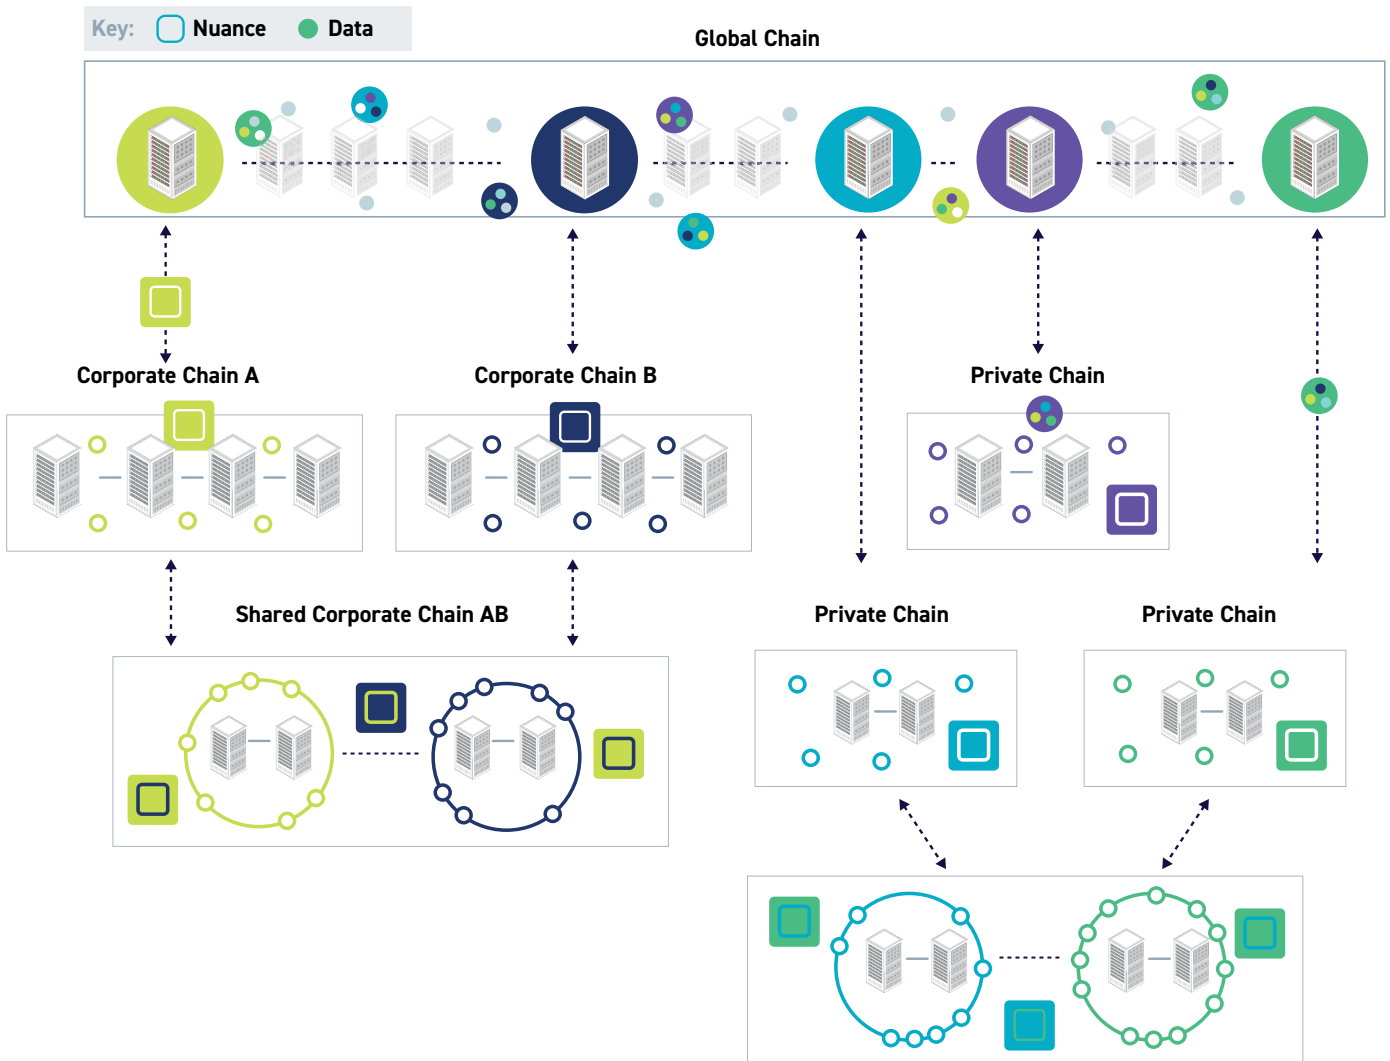 Key: Nuance Data
Global Chain
Corporate Chain A
Corporate Chain B
Private Chain
Shared Corporate Chain AB
Private Chain
Private Chain